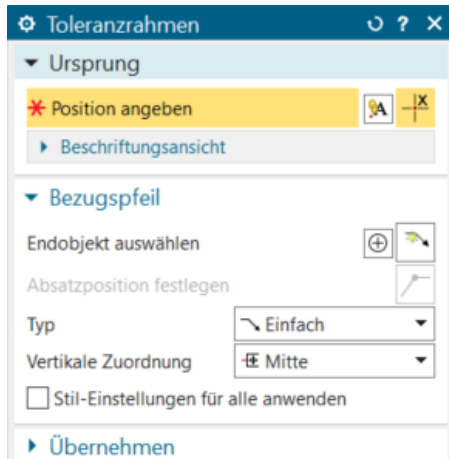 Toleranzrahmen
Ursprung
Position angeben
Beschriftungsansicht
Bezugspfeil
Endobjekt auswählen
Absatzposition festlegen
Typ Einfach
Vertikale Zuordnung Mitte
Stil-Einstellungen für alle anwenden
Übernehmen